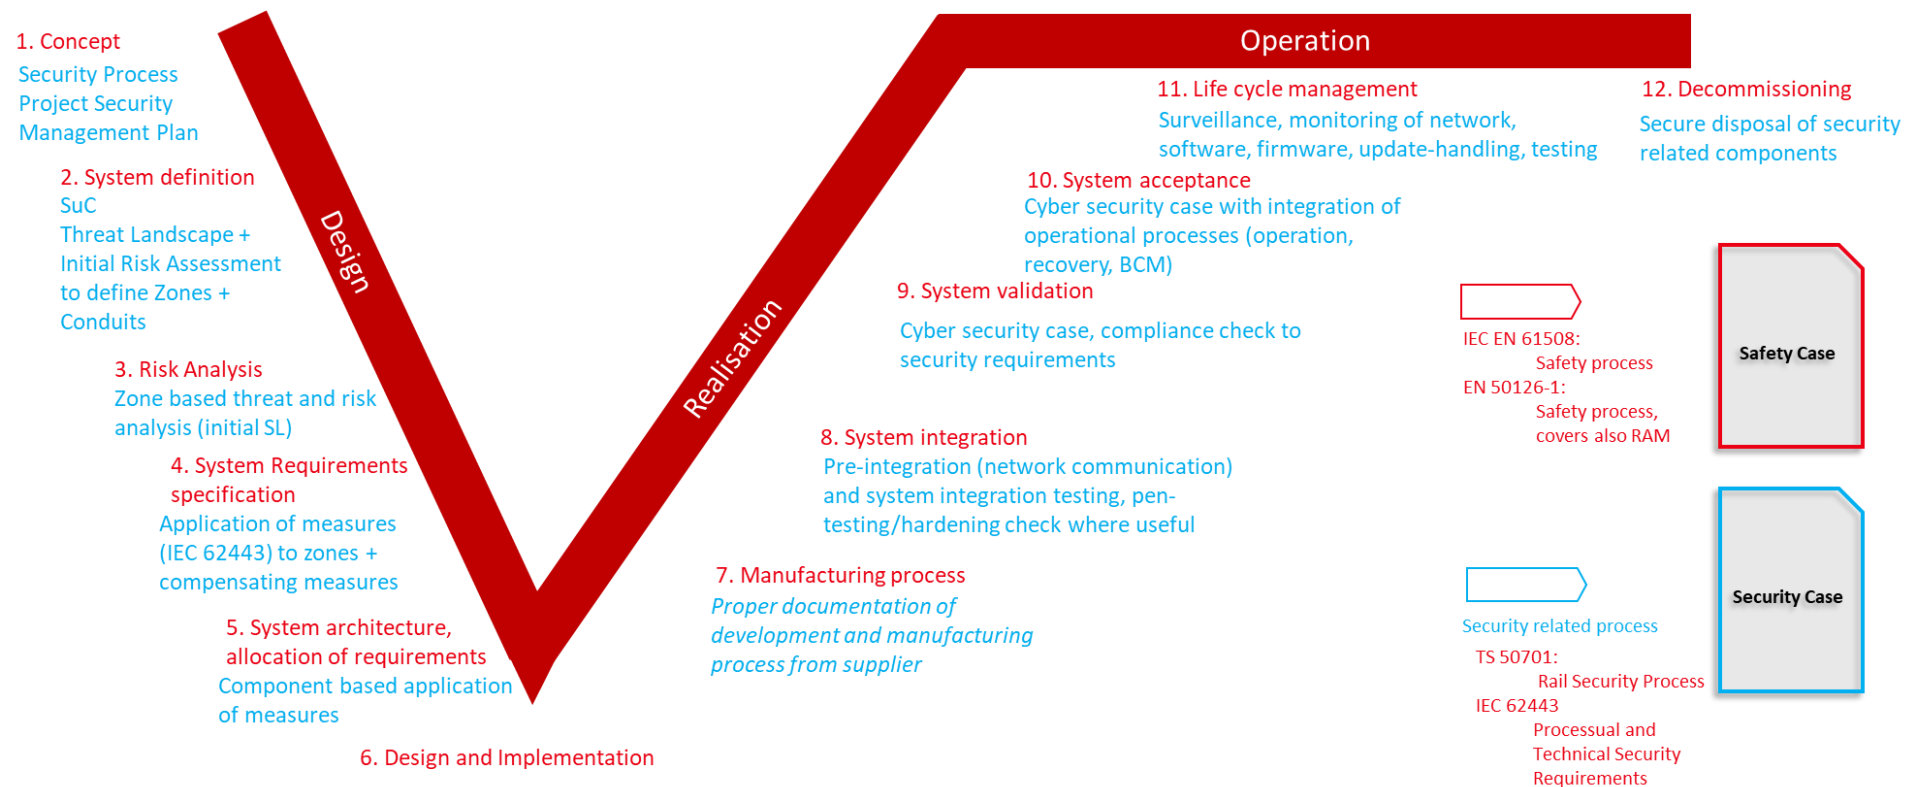 1. Concept
Security Process
Project Security
Management Plan
2. System definition
SuC
Threat Landscape +
Initial Risk Assessment
to define Zones +
Conduits
3. Risk Analysis
Zone based threat and risk
analysis (initial SL)
4. System Requirements
specification
Application of measures
(IEC 62443) to zones +
compensating measures
5. System architecture,
allocation of requirements
Component based application
of measures
6. Design and Implementation
Design
Realisation
Operation
7. Manufacturing process
Proper documentation of
development and manufacturing
process from supplier
8. System integration
Pre-integration (network communication)
and system integration testing, pen-
testing/hardening check where useful
9. System validation
Cyber security case, compliance check to
security requirements
10. System acceptance
Cyber security case with integration of
operational processes (operation,
recovery, BCM)
11. Life cycle management
Surveillance, monitoring of network,
software, firmware, update-handling, testing
12. Decommissioning
Secure disposal of security
related components
IEC EN 61508:
Safety process
EN 50126-1:
Safety process,
covers also RAM
Safety Case
Security related process
TS 50701:
Rail Security Process
IEC 62443
Processual and
Technical Security
Requirements
Security Case